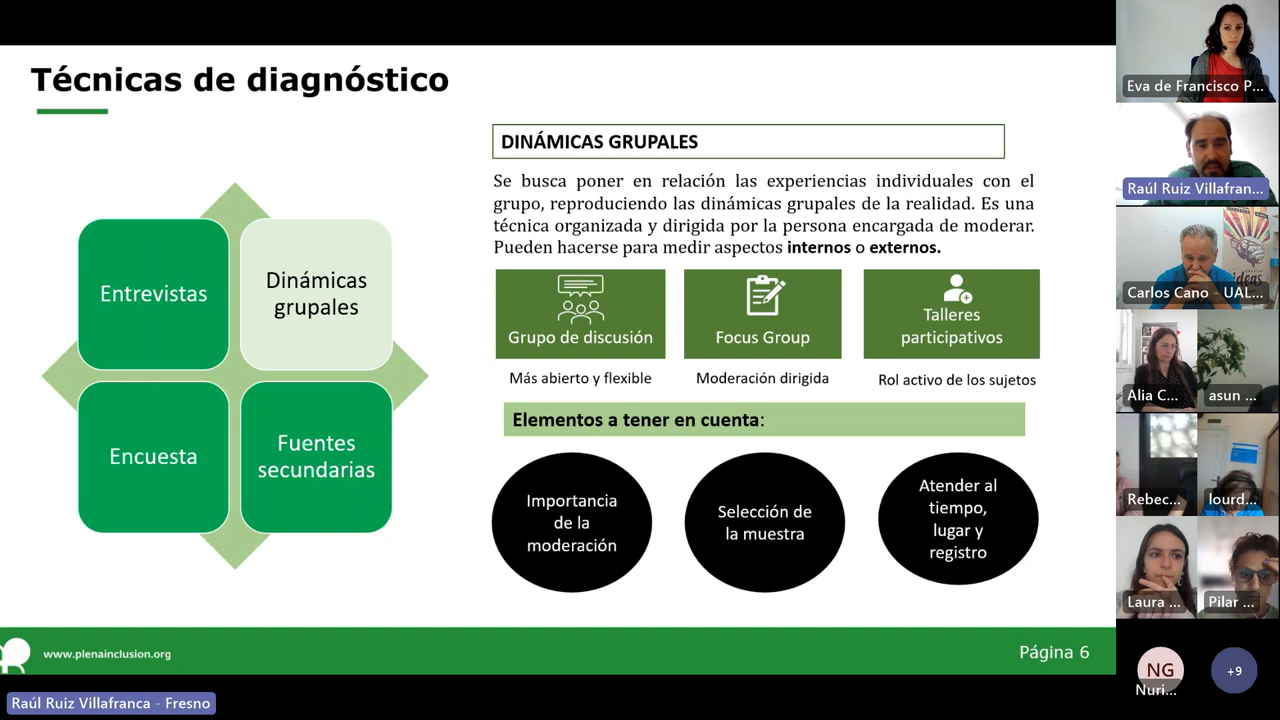 Técnicas de diagnóstico
Entrevistas
Dinámicas
grupales
Encuesta
Fuentes
secundarias
DINÁMICAS GRUPALES
Se busca poner en relación las experiencias individuales con el
grupo, reproduciendo las dinámicas grupales de la realidad. Es una
técnica organizada y dirigida por la persona encargada de moderar.
Pueden hacerse para medir aspectos internos o externos.
Grupo de discusión
Focus Group
Talleres
participativos
Más abierto y flexible
Moderación dirigida
Rol activo de los sujetos
Elementos a tener en cuenta:
Importancia
de la
moderación
Selección de
la muestra
Atender al
tiempo,
lugar y
registro
www.plenainclusion.org
Página 6
Raúl Ruiz Villafranca - Fresno
Eva de Francisco P...
Raúl Ruiz Villafran...
ideas
Carlos Cano - UAL...
Alia C...
asun ...
Rebec...
lourd...
Laura ...
Pilar ...
NG
Nuri...
+9